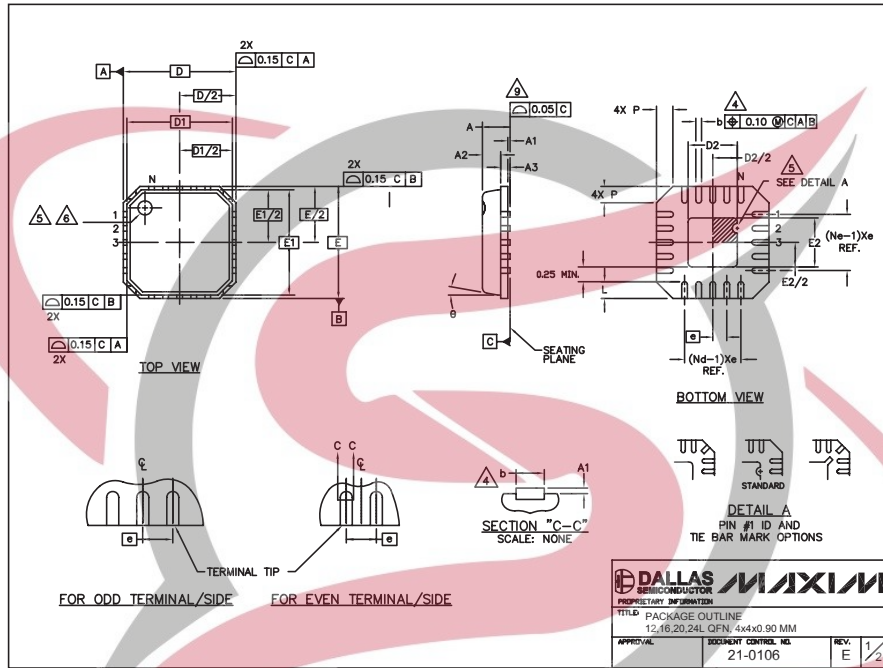 2X
⌓ 0.15 C A
A
D
D/2
D1
D1/2
N
1
2
3
5
6
E1/2
E/2
E1
E
2X
⌓ 0.15 C B
⌓ 0.15 C B
2X
⌓ 0.15 C A
2X
B
TOP VIEW
9
⌓ 0.05 C
A
A1
A2
A3
θ
C
SEATING
PLANE
4X P
4
b ⌖ 0.10 Ⓜ C A B
D2
D2/2
5
N
SEE DETAIL A
4X P
1
2
3
(Ne-1)Xe
REF.
E2
E2/2
0.25 MIN.
L
e
(Nd-1)Xe
REF.
BOTTOM VIEW
℄
e
C C
℄
e
TERMINAL TIP
FOR ODD TERMINAL/SIDE
FOR EVEN TERMINAL/SIDE
4
b
A1
SECTION "C-C"
SCALE: NONE
STANDARD
DETAIL A
PIN #1 ID AND
TIE BAR MARK OPTIONS
DALLAS
SEMICONDUCTOR
MAXIM
PROPRIETARY INFORMATION
TITLE:
PACKAGE OUTLINE
12,16,20,24L QFN, 4x4x0.90 MM
APPROVAL
DOCUMENT CONTROL NO.
21-0106
REV.
E
1/2